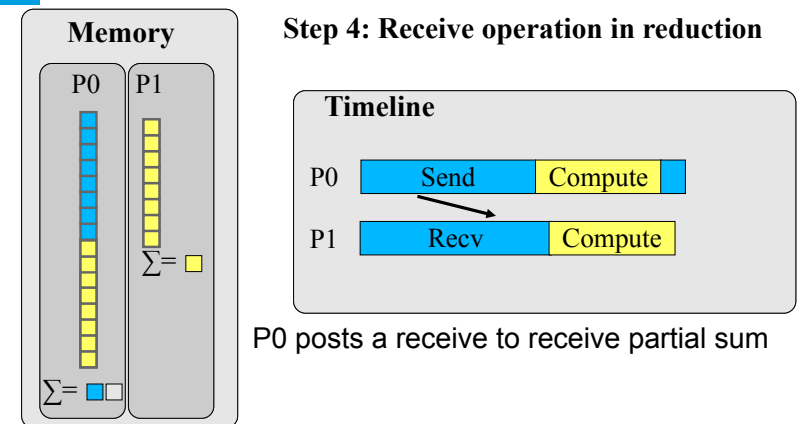 Memory
P0
P1
∑=
∑=
Step 4: Receive operation in reduction
Timeline
P0
Send
Compute
P1
Recv
Compute
P0 posts a receive to receive partial sum